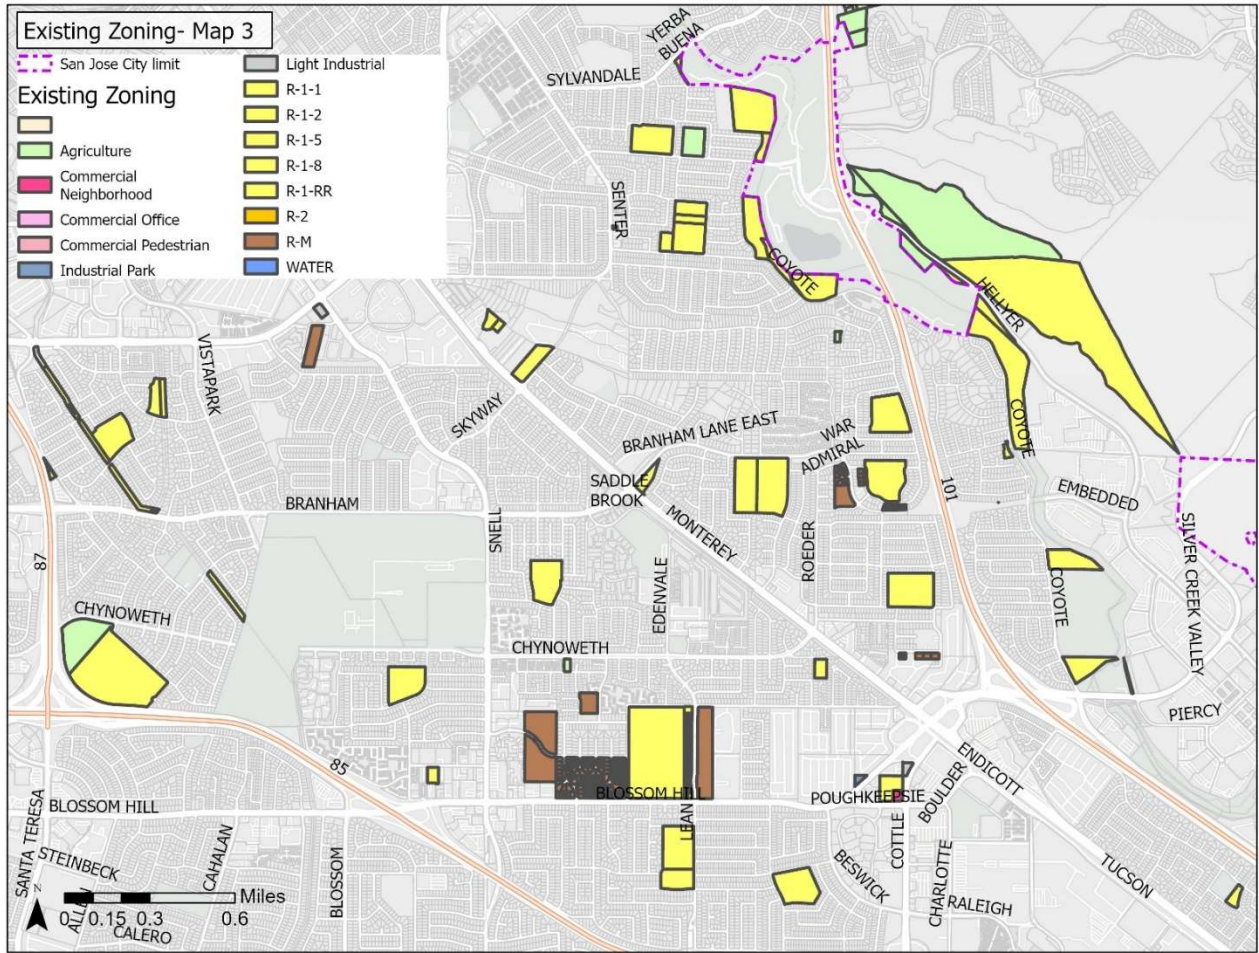 Existing Zoning- Map 3
San Jose City limit
Existing Zoning
Agriculture
Commercial
Neighborhood
Commercial Office
Commercial Pedestrian
Industrial Park
Light Industrial
R-1-1
R-1-2
R-1-5
R-1-8
R-1-RR
R-2
R-M
WATER
YERBA
BUENA
SYLVANDALE
SENTER
COYOTE
HELLYER
VISTAPARK
SKYWAY
COYOTE
BRANHAM LANE EAST
WAR
ADMIRAL
SADDLE
BROOK
101
EMBEDDED
BRANHAM
SNELL
MONTEREY
SILVER CREEK VALLEY
87
ROEDER
EDENVALE
COYOTE
CHYNOWETH
CHYNOWETH
PIERCY
85
ENDICOTT
BLOSSOM HILL
BLOSSOM HILL
POUGHKEEPSIE
BOULDER
LEAN
SANTA TERESA
STEINBECK
CAHALAN
BLOSSOM
BESWICK
COTTLE
CHARLOTTE
TUCSON
RALEIGH
N
ALLEN
0 0.15 0.3 0.6 Miles
CALERO